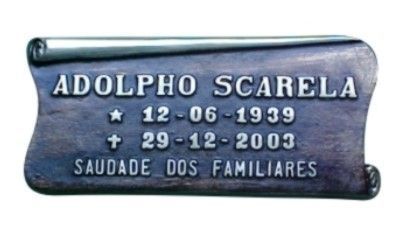 ADOLPHO SCARELA
★ 12-06-1939
✝ 29-12-2003
SAUDADE DOS FAMILIARES